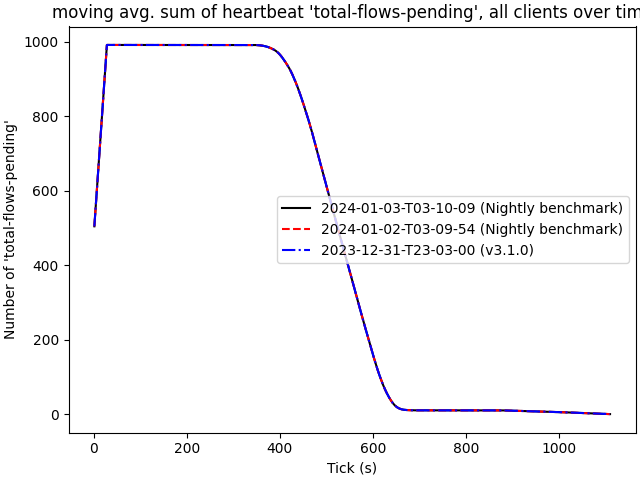 moving avg. sum of heartbeat 'total-flows-pending', all clients over tim
1000
800
600
400
200
0
Number of 'total-flows-pending'
2024-01-03-T03-10-09 (Nightly benchmark)
2024-01-02-T03-09-54 (Nightly benchmark)
2023-12-31-T23-03-00 (v3.1.0)
0 200 400 600 800 1000
Tick (s)